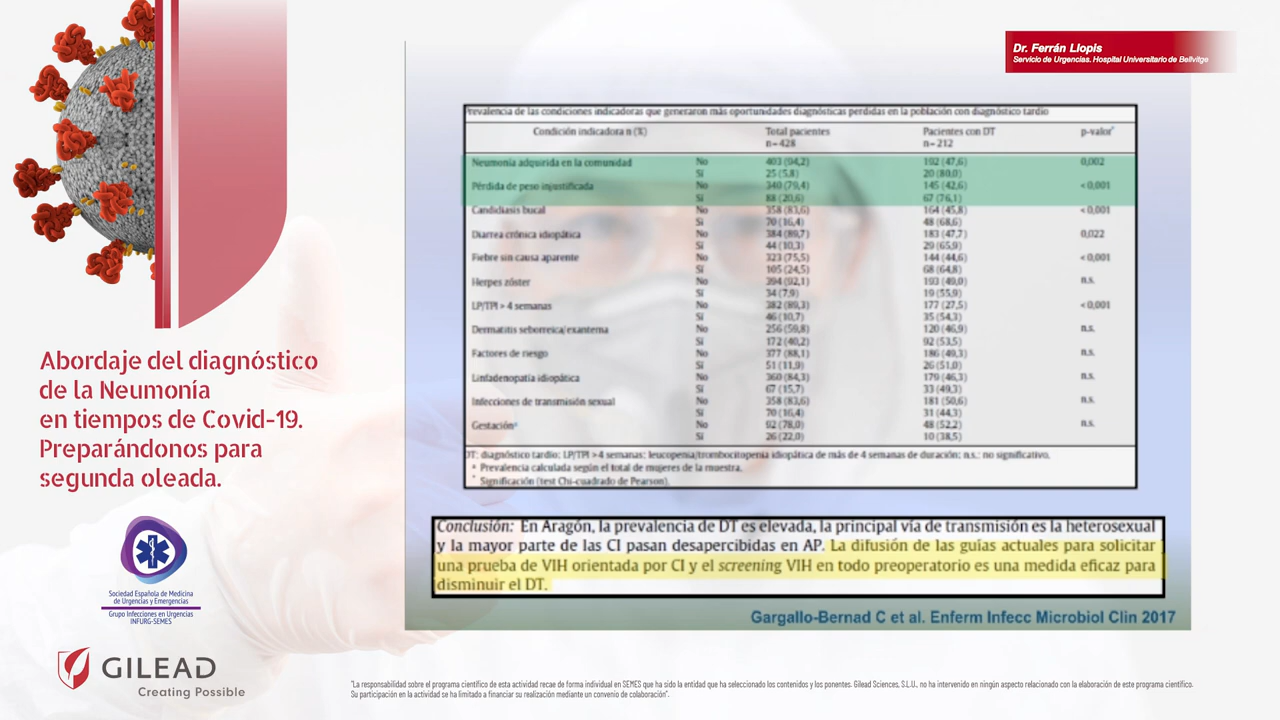 Dr. Ferrán Llopis
Servicio de Urgencias. Hospital Universitario de Bellvitge
Prevalencia de las condiciones indicadoras que generaron más oportunidades diagnósticas perdidas en la población con diagnóstico tardío
Condición indicadora n (%) Total pacientes Pacientes con DT p-valor*
n=428 n=212
Neumonía adquirida en la comunidad No 403 (94,2) 192 (47,6) 0,002
Sí 25 (5,8) 20 (80,0)
Pérdida de peso injustificada No 340 (79,4) 145 (42,6) <0,001
Sí 88 (20,6) 67 (76,1)
Candidiasis bucal No 358 (83,6) 164 (45,8) <0,001
Sí 70 (16,4) 48 (68,6)
Diarrea crónica idiopática No 384 (89,7) 183 (47,7) 0,022
Sí 44 (10,3) 29 (65,9)
Fiebre sin causa aparente No 323 (75,5) 144 (44,6) <0,001
Sí 105 (24,5) 68 (64,8)
Herpes zóster No 394 (92,1) 193 (49,0) n.s.
Sí 34 (7,9) 19 (55,9)
LP/TPI > 4 semanas No 382 (89,3) 177 (27,5) <0,001
Sí 46 (10,7) 35 (54,3)
Dermatitis seborreica/exantema No 256 (59,8) 120 (46,9) n.s.
Sí 172 (40,2) 92 (53,5)
Factores de riesgo No 377 (88,1) 186 (49,3) n.s.
Sí 51 (11,9) 26 (51,0)
Linfadenopatía idiopática No 360 (84,3) 179 (46,3) n.s.
Sí 67 (15,7) 33 (49,3)
Infecciones de transmisión sexual No 358 (83,6) 181 (50,6) n.s.
Sí 70 (16,4) 31 (44,3)
Gestaciónª No 92 (78,0) 48 (52,2) n.s.
Sí 26 (22,0) 10 (38,5)
DT: diagnóstico tardío; LP/TPI >4 semanas: leucopenia/trombocitopenia idiopática de más de 4 semanas de duración; n.s.: no significativo.
ª Prevalencia calculada según el total de mujeres de la muestra.
* Significación (test Chi-cuadrado de Pearson).
Conclusión: En Aragón, la prevalencia de DT es elevada, la principal vía de transmisión es la heterosexual
y la mayor parte de las CI pasan desapercibidas en AP. La difusión de las guías actuales para solicitar
una prueba de VIH orientada por CI y el screening VIH en todo preoperatorio es una medida eficaz para
disminuir el DT.
Gargallo-Bernad C et al. Enferm Infecc Microbiol Clin 2017
Abordaje del diagnóstico
de la Neumonía
en tiempos de Covid-19.
Preparándonos para
segunda oleada.
Sociedad Española de Medicina
de Urgencias y Emergencias
Grupo Infecciones en Urgencias
INFURG-SEMES
GILEAD
Creating Possible
"La responsabilidad sobre el programa científico de esta actividad recae de forma individual en SEMES que ha sido la entidad que ha seleccionado los contenidos y los ponentes. Gilead Sciences, S.L.U., no ha intervenido en ningún aspecto relacionado con la elaboración de este programa científico.
Su participación en la actividad se ha limitado a financiar su realización mediante un convenio de colaboración".